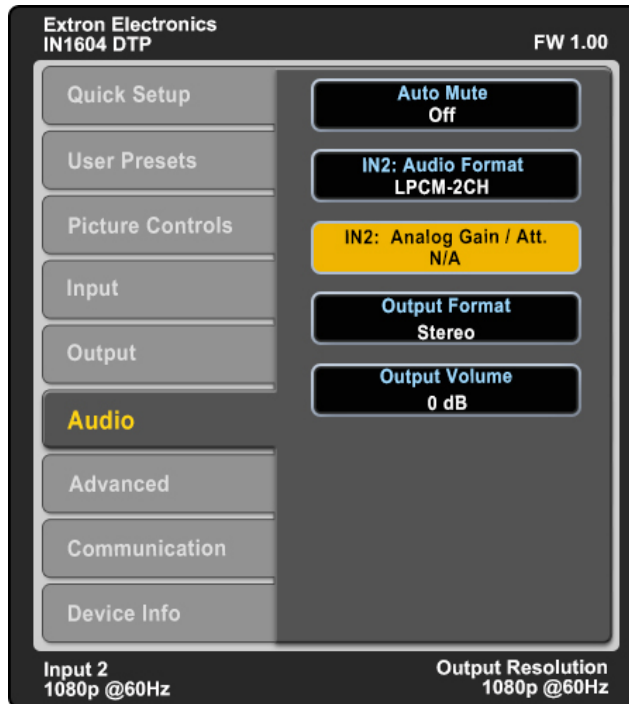 Extron Electronics
IN1604 DTP
FW 1.00
Quick Setup
User Presets
Picture Controls
Input
Output
Audio
Advanced
Communication
Device Info
Auto Mute
Off
IN2: Audio Format
LPCM-2CH
IN2: Analog Gain / Att.
N/A
Output Format
Stereo
Output Volume
0 dB
Input 2
1080p @60Hz
Output Resolution
1080p @60Hz